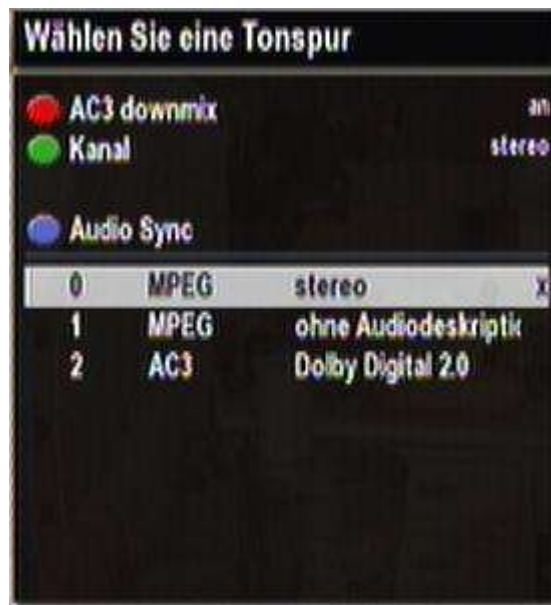 Wählen Sie eine Tonspur
AC3 downmix an
Kanal stereo
Audio Sync
0 MPEG stereo x
1 MPEG ohne Audiodeskriptic
2 AC3 Dolby Digital 2.0